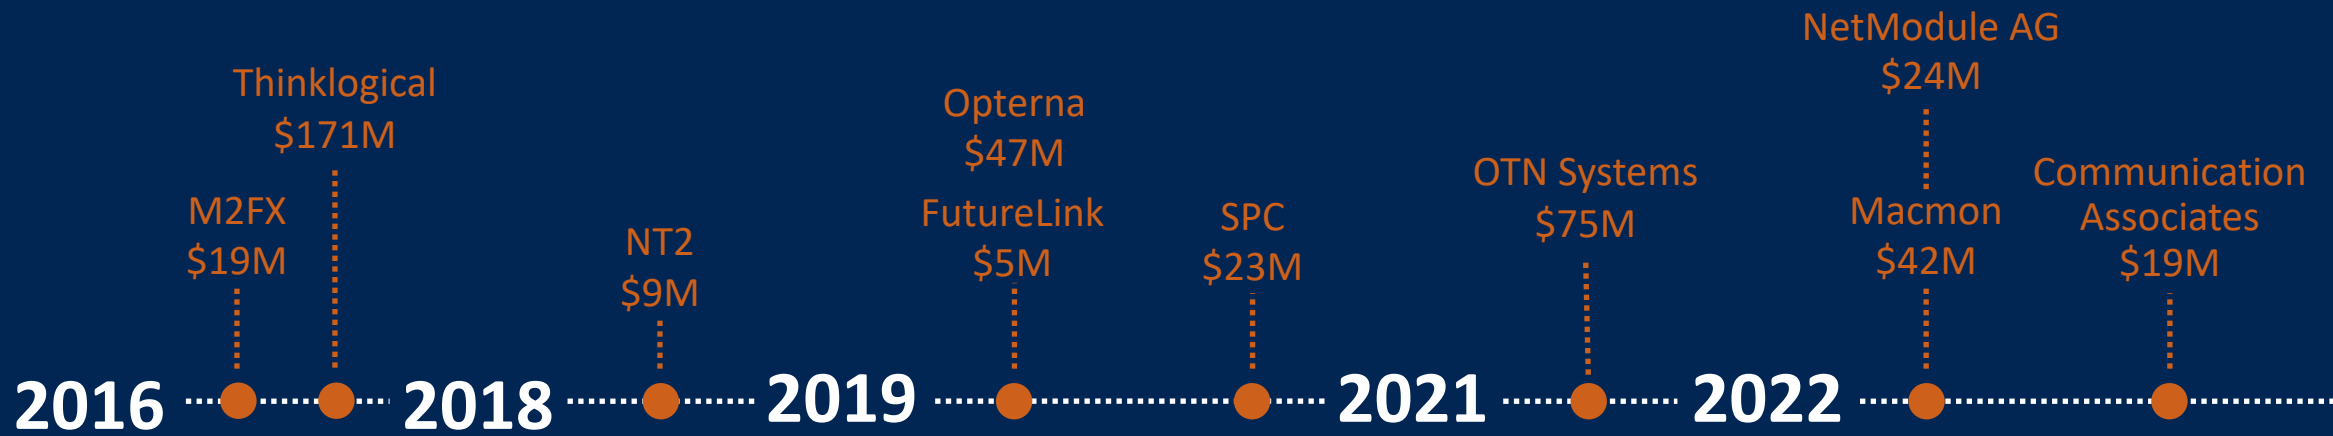 2016
M2FX
$19M
Thinklogical
$171M
2018
NT2
$9M
2019
Opterna
$47M
FutureLink
$5M
SPC
$23M
2021
OTN Systems
$75M
2022
NetModule AG
$24M
Macmon
$42M
Communication
Associates
$19M